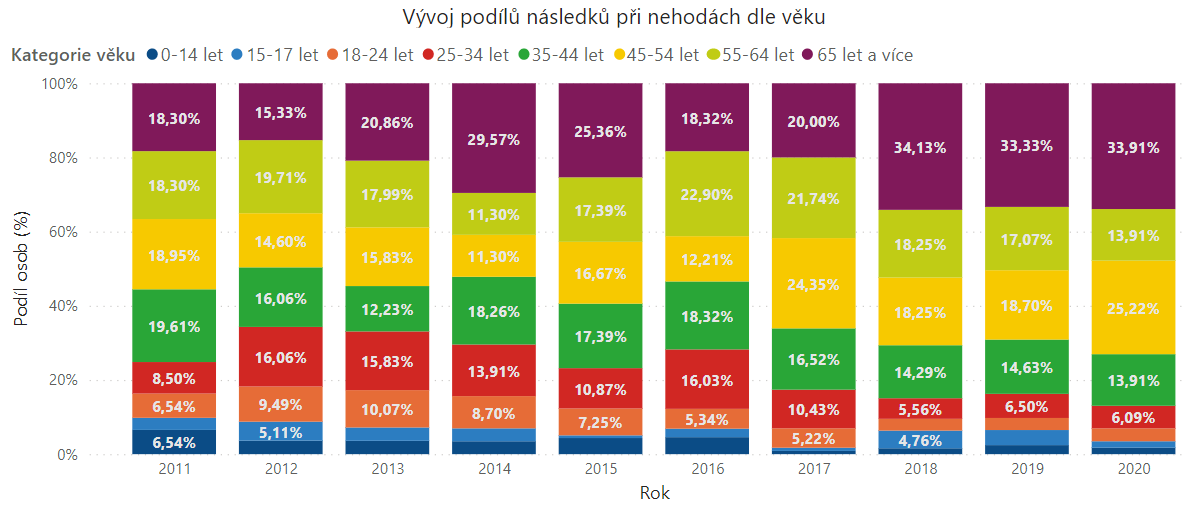 Vývoj podílů následků při nehodách dle věku
Kategorie věku 0-14 let 15-17 let 18-24 let 25-34 let 35-44 let 45-54 let 55-64 let 65 let a více
Podíl osob (%)
100%
80%
60%
40%
20%
0%
18,30% 15,33% 20,86% 29,57% 25,36% 18,32% 20,00% 34,13% 33,33% 33,91%
18,30% 19,71% 17,99% 11,30% 17,39% 22,90% 21,74% 18,25% 17,07% 13,91%
18,95% 14,60% 15,83% 11,30% 16,67% 12,21% 24,35% 18,25% 18,70% 25,22%
19,61% 16,06% 12,23% 18,26% 17,39% 18,32% 16,52% 14,29% 14,63% 13,91%
8,50% 16,06% 15,83% 13,91% 10,87% 16,03% 10,43% 5,56% 6,50% 6,09%
6,54% 9,49% 10,07% 8,70% 7,25% 5,34% 5,22%
5,11% 4,76%
6,54%
2011 2012 2013 2014 2015 2016 2017 2018 2019 2020
Rok